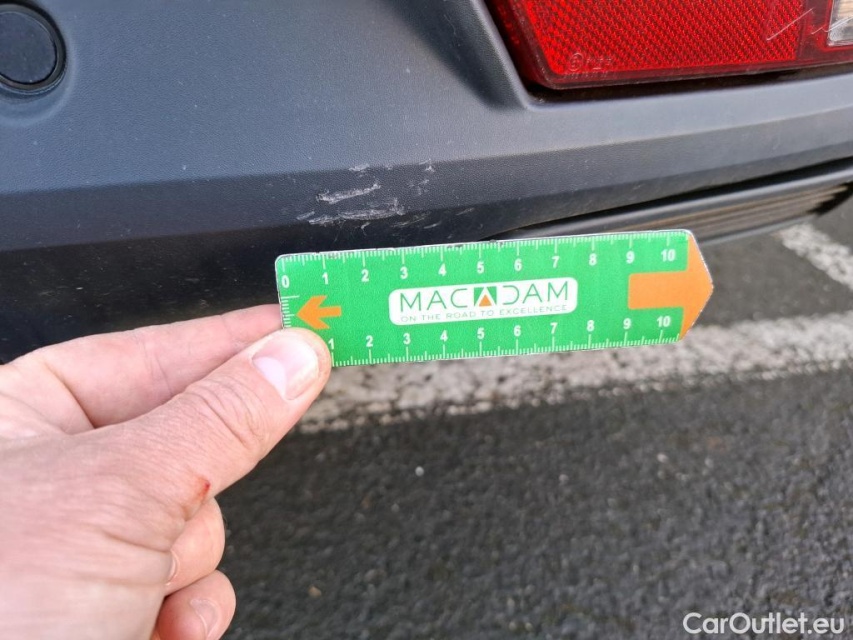 0 1 2 3 4 5 6 7 8 9 10
MACADAM
ON THE ROAD TO EXCELLENCE
1 2 3 4 5 6 7 8 9 10
CarOutlet.eu